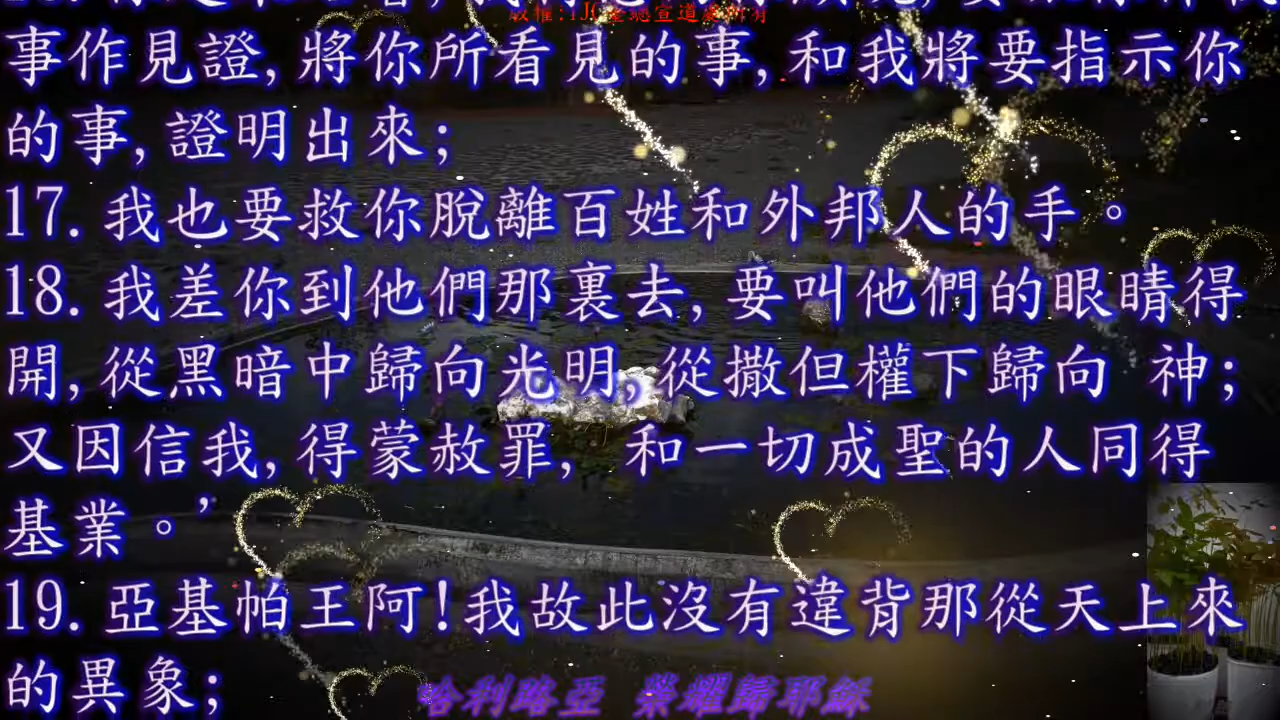 事作見證,將你所看見的事,和我將要指示你
的事,證明出來;
17.我也要救你脫離百姓和外邦人的手。
18.我差你到他們那裏去,要叫他們的眼睛得
開,從黑暗中歸向光明,從撒但權下歸向 神;
又因信我,得蒙赦罪, 和一切成聖的人同得
基業。’
19.亞基帕王阿!我故此沒有違背那從天上來
的異象;
哈利路亞 榮耀歸耶穌